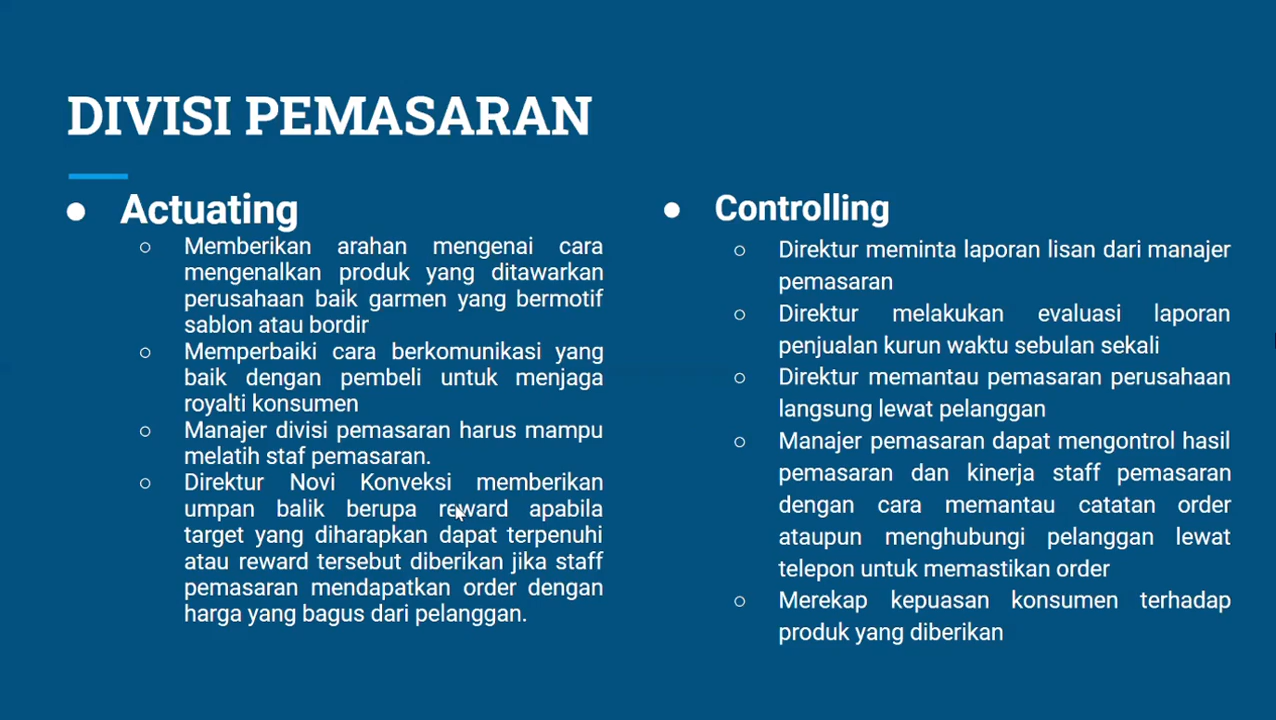 DIVISI PEMASARAN
● Actuating
○ Memberikan arahan mengenai cara
mengenalkan produk yang ditawarkan
perusahaan baik garmen yang bermotif
sablon atau bordir
○ Memperbaiki cara berkomunikasi yang
baik dengan pembeli untuk menjaga
royalti konsumen
○ Manajer divisi pemasaran harus mampu
melatih staf pemasaran.
○ Direktur Novi Konveksi memberikan
umpan balik berupa reward apabila
target yang diharapkan dapat terpenuhi
atau reward tersebut diberikan jika staff
pemasaran mendapatkan order dengan
harga yang bagus dari pelanggan.
● Controlling
○ Direktur meminta laporan lisan dari manajer
pemasaran
○ Direktur melakukan evaluasi laporan
penjualan kurun waktu sebulan sekali
○ Direktur memantau pemasaran perusahaan
langsung lewat pelanggan
○ Manajer pemasaran dapat mengontrol hasil
pemasaran dan kinerja staff pemasaran
dengan cara memantau catatan order
ataupun menghubungi pelanggan lewat
telepon untuk memastikan order
○ Merekap kepuasan konsumen terhadap
produk yang diberikan